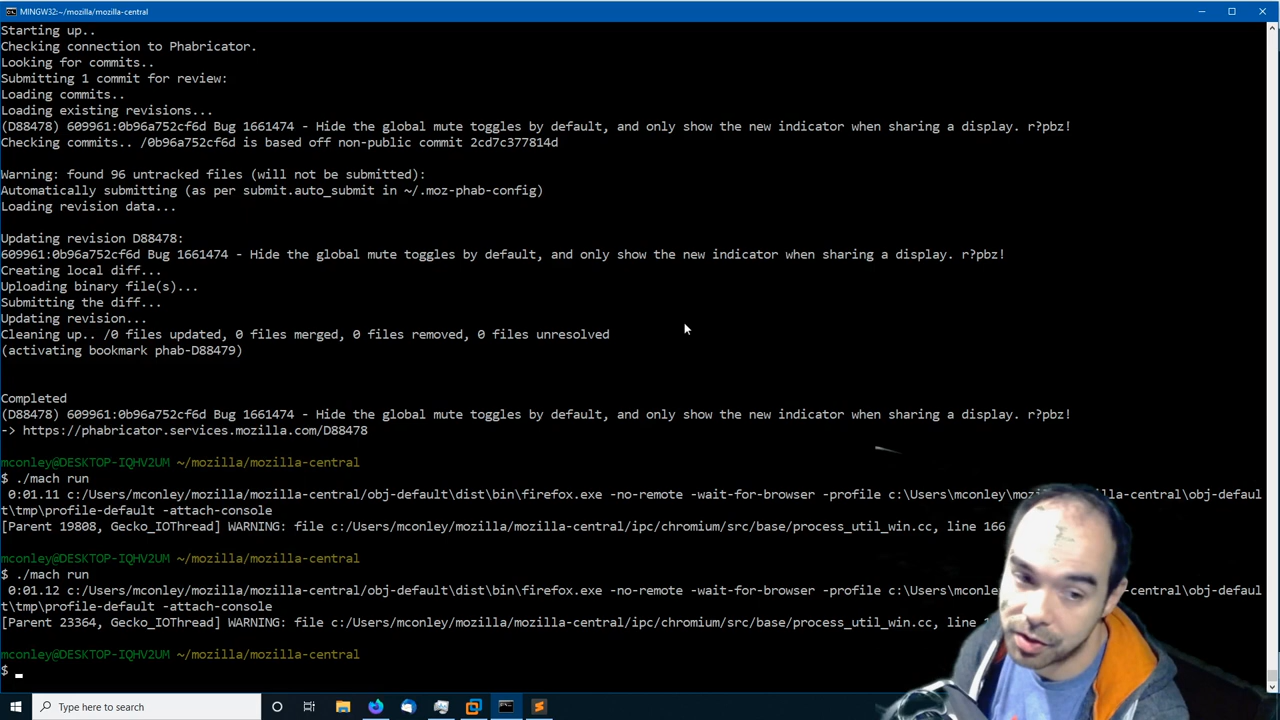 MINGW32:~/mozilla/mozilla-central
Starting up..
Checking connection to Phabricator.
Looking for commits..
Submitting 1 commit for review:
Loading commits..
Loading existing revisions...
(D88478) 609961:0b96a752cf6d Bug 1661474 - Hide the global mute toggles by default, and only show the new indicator when sharing a display. r?pbz!
Checking commits.. /0b96a752cf6d is based off non-public commit 2cd7c377814d
Warning: found 96 untracked files (will not be submitted):
Automatically submitting (as per submit.auto_submit in ~/.moz-phab-config)
Loading revision data...
Updating revision D88478:
609961:0b96a752cf6d Bug 1661474 - Hide the global mute toggles by default, and only show the new indicator when sharing a display. r?pbz!
Creating local diff...
Uploading binary file(s)...
Submitting the diff...
Updating revision...
Cleaning up.. /0 files updated, 0 files merged, 0 files removed, 0 files unresolved
(activating bookmark phab-D88479)
Completed
(D88478) 609961:0b96a752cf6d Bug 1661474 - Hide the global mute toggles by default, and only show the new indicator when sharing a display. r?pbz!
-> https://phabricator.services.mozilla.com/D88478
mconley@DESKTOP-IQHV2UM ~/mozilla/mozilla-central
$ ./mach run
0:01.11 c:/Users/mconley/mozilla/mozilla-central/obj-default\dist\bin\firefox.exe -no-remote -wait-for-browser -profile c:\Users\mconley\mozilla-central\obj-defaul
t\tmp\profile-default -attach-console
[Parent 19808, Gecko_IOThread] WARNING: file c:/Users/mconley/mozilla/mozilla-central/ipc/chromium/src/base/process_util_win.cc, line 166
mconley@DESKTOP-IQHV2UM ~/mozilla/mozilla-central
$ ./mach run
0:01.12 c:/Users/mconley/mozilla/mozilla-central/obj-default\dist\bin\firefox.exe -no-remote -wait-for-browser -profile c:\Us -central\obj-defaul
t\tmp\profile-default -attach-console
[Parent 23364, Gecko_IOThread] WARNING: file c:/Users/mconley/mozilla/mozilla-central/ipc/chromium/src/base/process_util_win.cc, line
mconley@DESKTOP-IQHV2UM ~/mozilla/mozilla-central
$
Type here to search